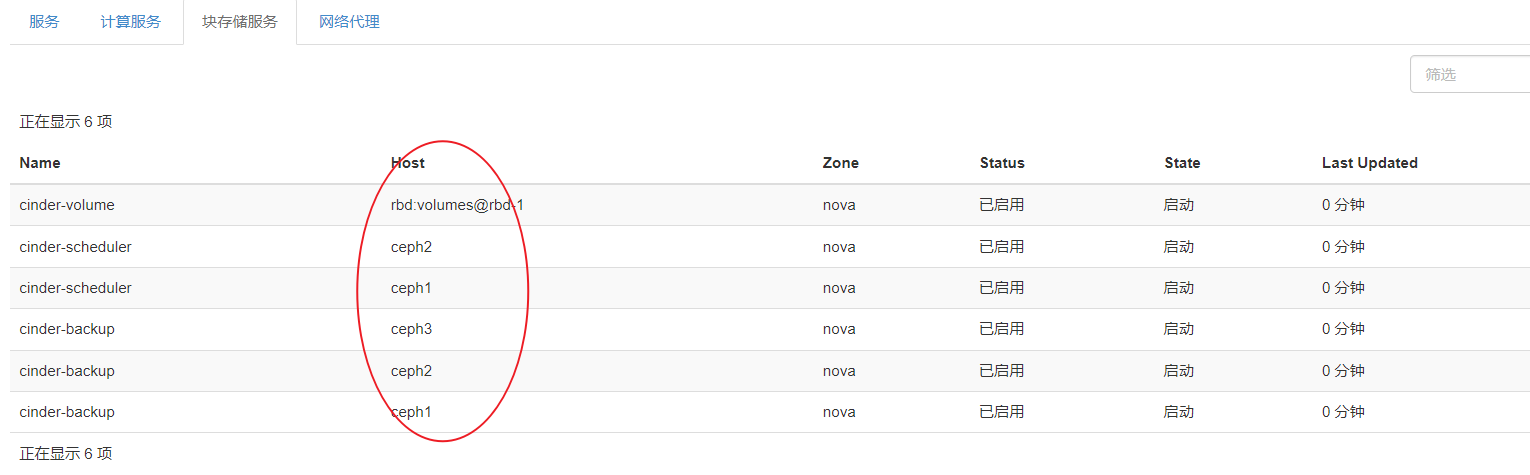 服务 计算服务 块存储服务 网络代理
筛选
正在显示 6 项
Name Host Zone Status State Last Updated
cinder-volume rbd:volumes@rbd-1 nova 已启用 启动 0 分钟
cinder-scheduler ceph2 nova 已启用 启动 0 分钟
cinder-scheduler ceph1 nova 已启用 启动 0 分钟
cinder-backup ceph3 nova 已启用 启动 0 分钟
cinder-backup ceph2 nova 已启用 启动 0 分钟
cinder-backup ceph1 nova 已启用 启动 0 分钟
正在显示 6 项